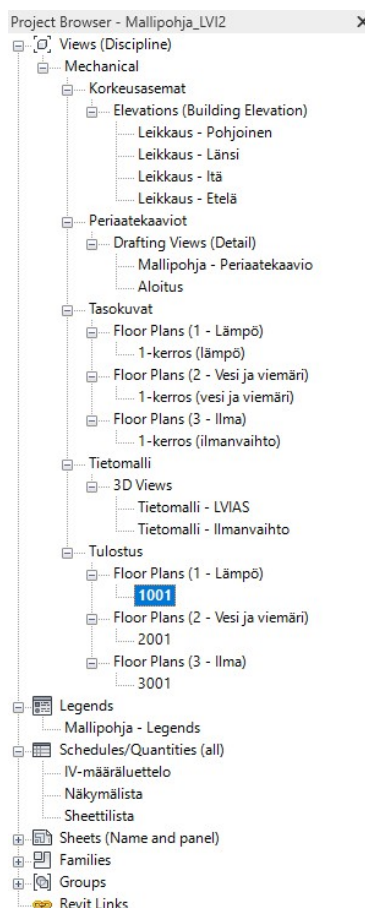 Project Browser - Mallipohja_LVI2
Views (Discipline)
Mechanical
Korkeusasemat
Elevations (Building Elevation)
Leikkaus - Pohjoinen
Leikkaus - Länsi
Leikkaus - Itä
Leikkaus - Etelä
Periaatekaaviot
Drafting Views (Detail)
Mallipohja - Periaatekaavio
Aloitus
Tasokuvat
Floor Plans (1 - Lämpö)
1-kerros (lämpö)
Floor Plans (2 - Vesi ja viemäri)
1-kerros (vesi ja viemäri)
Floor Plans (3 - Ilma)
1-kerros (ilmanvaihto)
Tietomalli
3D Views
Tietomalli - LVIAS
Tietomalli - Ilmanvaihto
Tulostus
Floor Plans (1 - Lämpö)
1001
Floor Plans (2 - Vesi ja viemäri)
2001
Floor Plans (3 - Ilma)
3001
Legends
Mallipohja - Legends
Schedules/Quantities (all)
IV-määräluettelo
Näkymälista
Sheettilista
Sheets (Name and panel)
Families
Groups
Revit Links